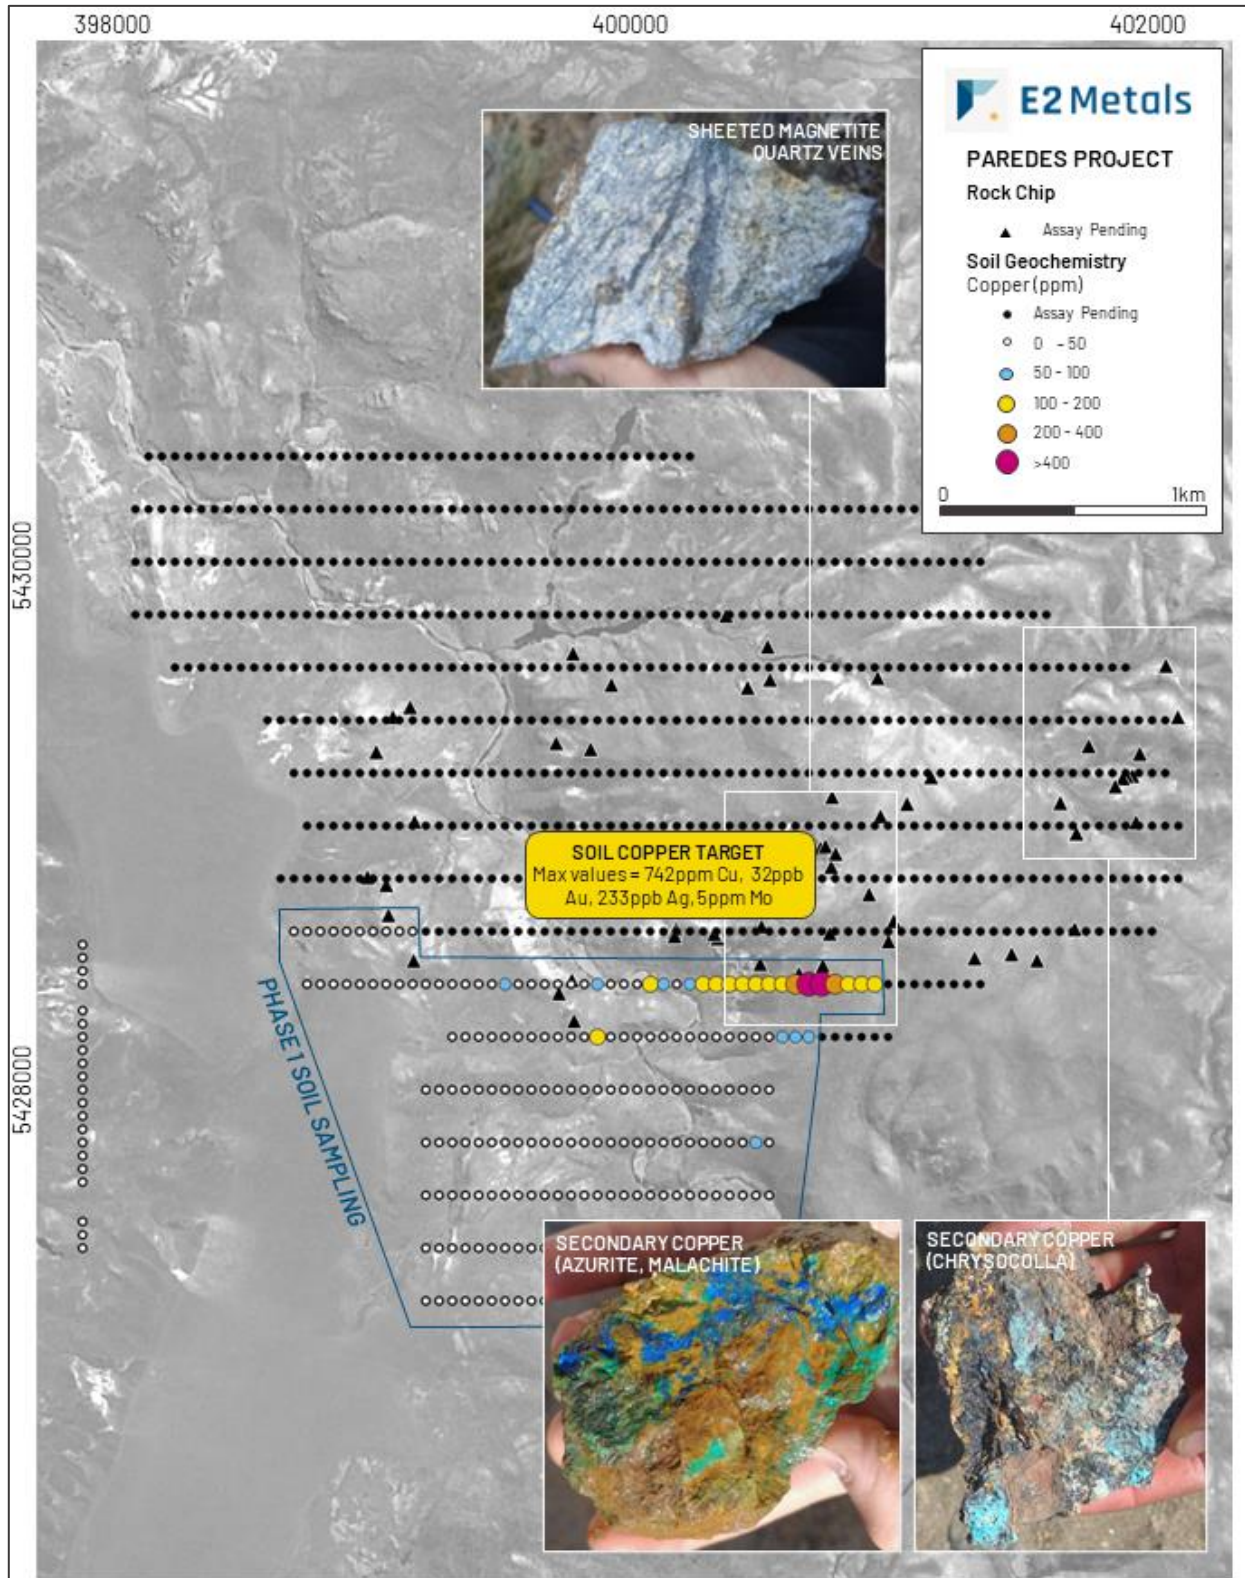 398000
400000
402000
E2 Metals
PAREDES PROJECT
Rock Chip
Assay Pending
Soil Geochemistry
Copper (ppm)
Assay Pending
0 - 50
50 - 100
100 - 200
200 - 400
>400
0
1km
SHEETED MAGNETITE
QUARTZ VEINS
5430000
5428000
SOIL COPPER TARGET
Max values = 742ppm Cu, 32ppb
Au, 233ppb Ag, 5ppm Mo
PHASE 1 SOIL SAMPLING
SECONDARY COPPER
(AZURITE, MALACHITE)
SECONDARY COPPER
(CHRYSOCOLLA)